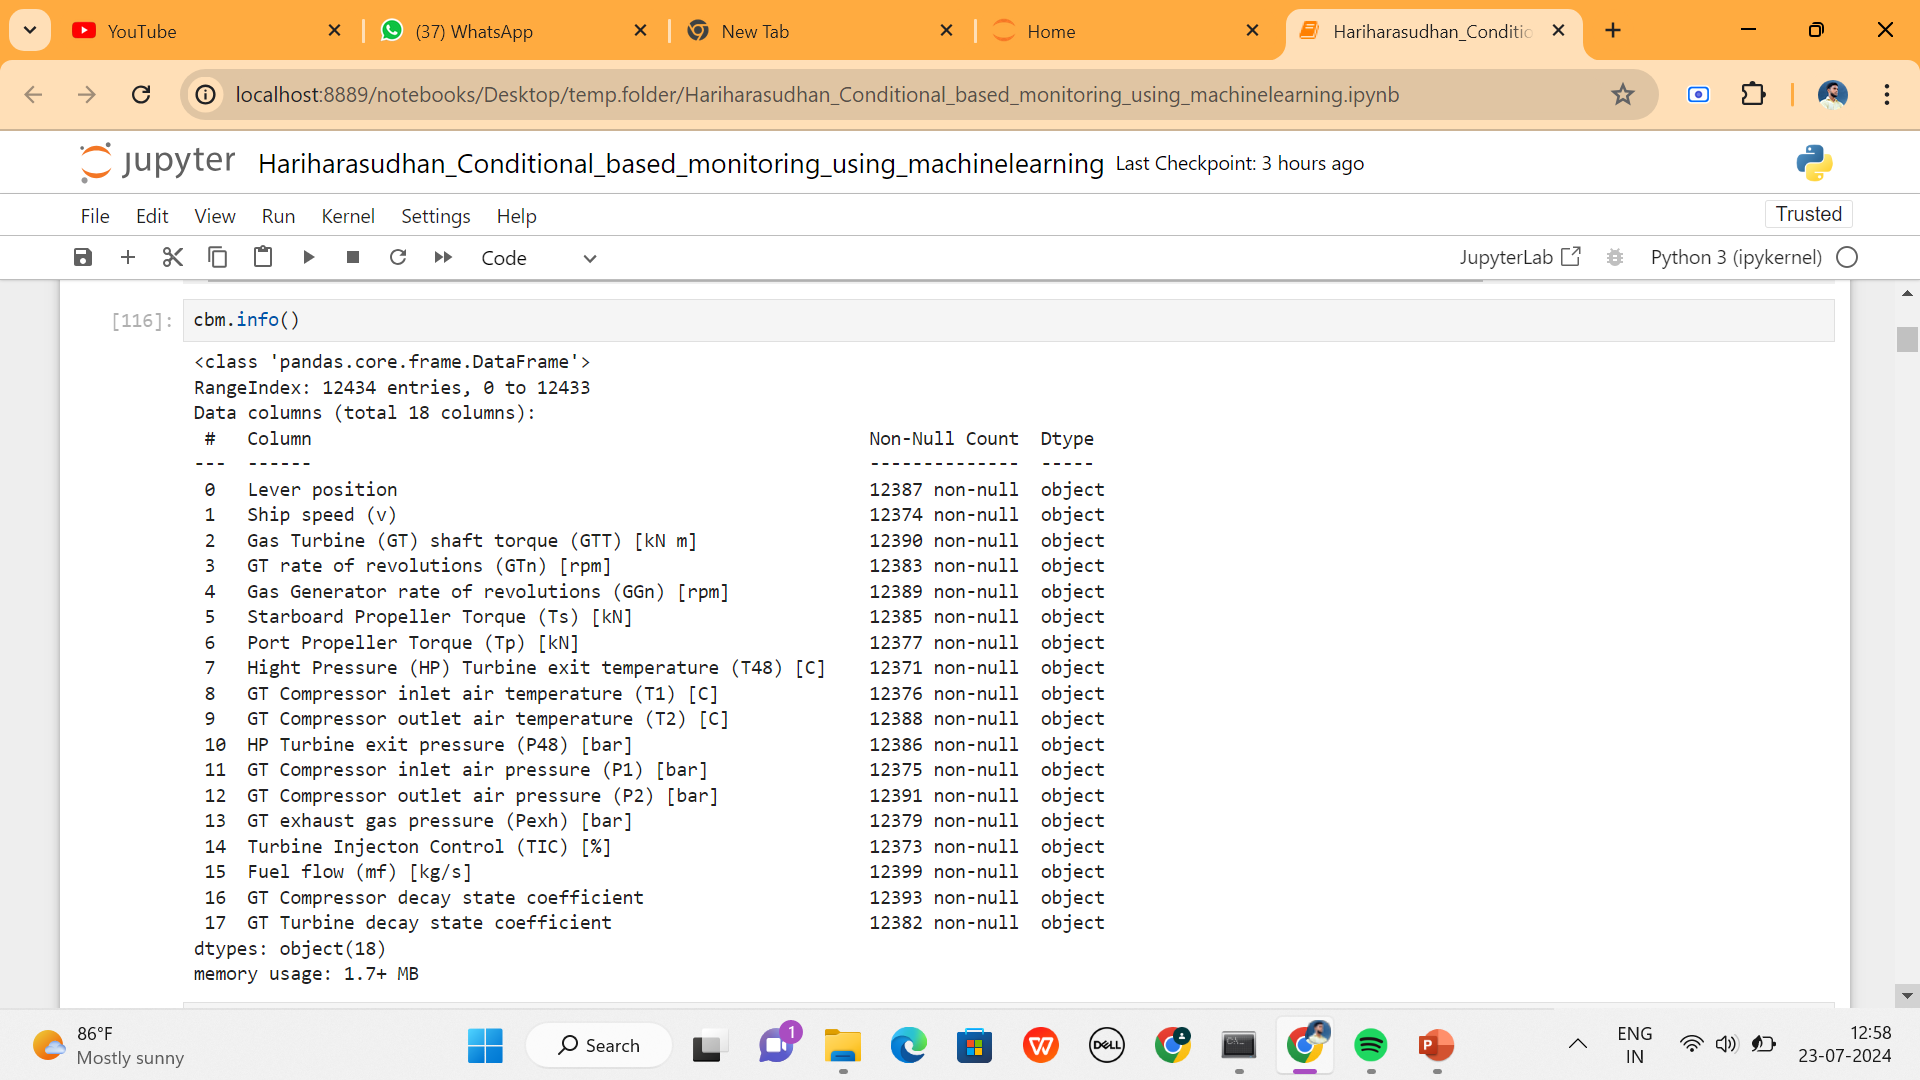 YouTube
(37) WhatsApp
New Tab
Home
Hariharasudhan_Conditio
localhost:8889/notebooks/Desktop/temp.folder/Hariharasudhan_Conditional_based_monitoring_using_machinelearning.ipynb
jupyter Hariharasudhan_Conditional_based_monitoring_using_machinelearning Last Checkpoint: 3 hours ago
File Edit View Run Kernel Settings Help Trusted
Code JupyterLab Python 3 (ipykernel)
[116]: cbm.info()
<class 'pandas.core.frame.DataFrame'>
RangeIndex: 12434 entries, 0 to 12433
Data columns (total 18 columns):
# Column Non-Null Count Dtype
--- ------ -------------- -----
0 Lever position 12387 non-null object
1 Ship speed (v) 12374 non-null object
2 Gas Turbine (GT) shaft torque (GTT) [kN m] 12390 non-null object
3 GT rate of revolutions (GTn) [rpm] 12383 non-null object
4 Gas Generator rate of revolutions (GGn) [rpm] 12389 non-null object
5 Starboard Propeller Torque (Ts) [kN] 12385 non-null object
6 Port Propeller Torque (Tp) [kN] 12377 non-null object
7 Hight Pressure (HP) Turbine exit temperature (T48) [C] 12371 non-null object
8 GT Compressor inlet air temperature (T1) [C] 12376 non-null object
9 GT Compressor outlet air temperature (T2) [C] 12388 non-null object
10 HP Turbine exit pressure (P48) [bar] 12386 non-null object
11 GT Compressor inlet air pressure (P1) [bar] 12375 non-null object
12 GT Compressor outlet air pressure (P2) [bar] 12391 non-null object
13 GT exhaust gas pressure (Pexh) [bar] 12379 non-null object
14 Turbine Injecton Control (TIC) [%] 12373 non-null object
15 Fuel flow (mf) [kg/s] 12399 non-null object
16 GT Compressor decay state coefficient 12393 non-null object
17 GT Turbine decay state coefficient 12382 non-null object
dtypes: object(18)
memory usage: 1.7+ MB
86°F
Mostly sunny
Search
1
DELL
P
ENG
IN
12:58
23-07-2024